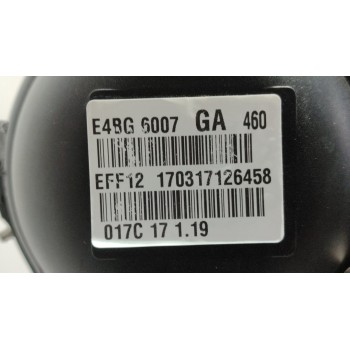 E4BG 6007 GA 460
EFF12 170317126458
017C 17 1.19